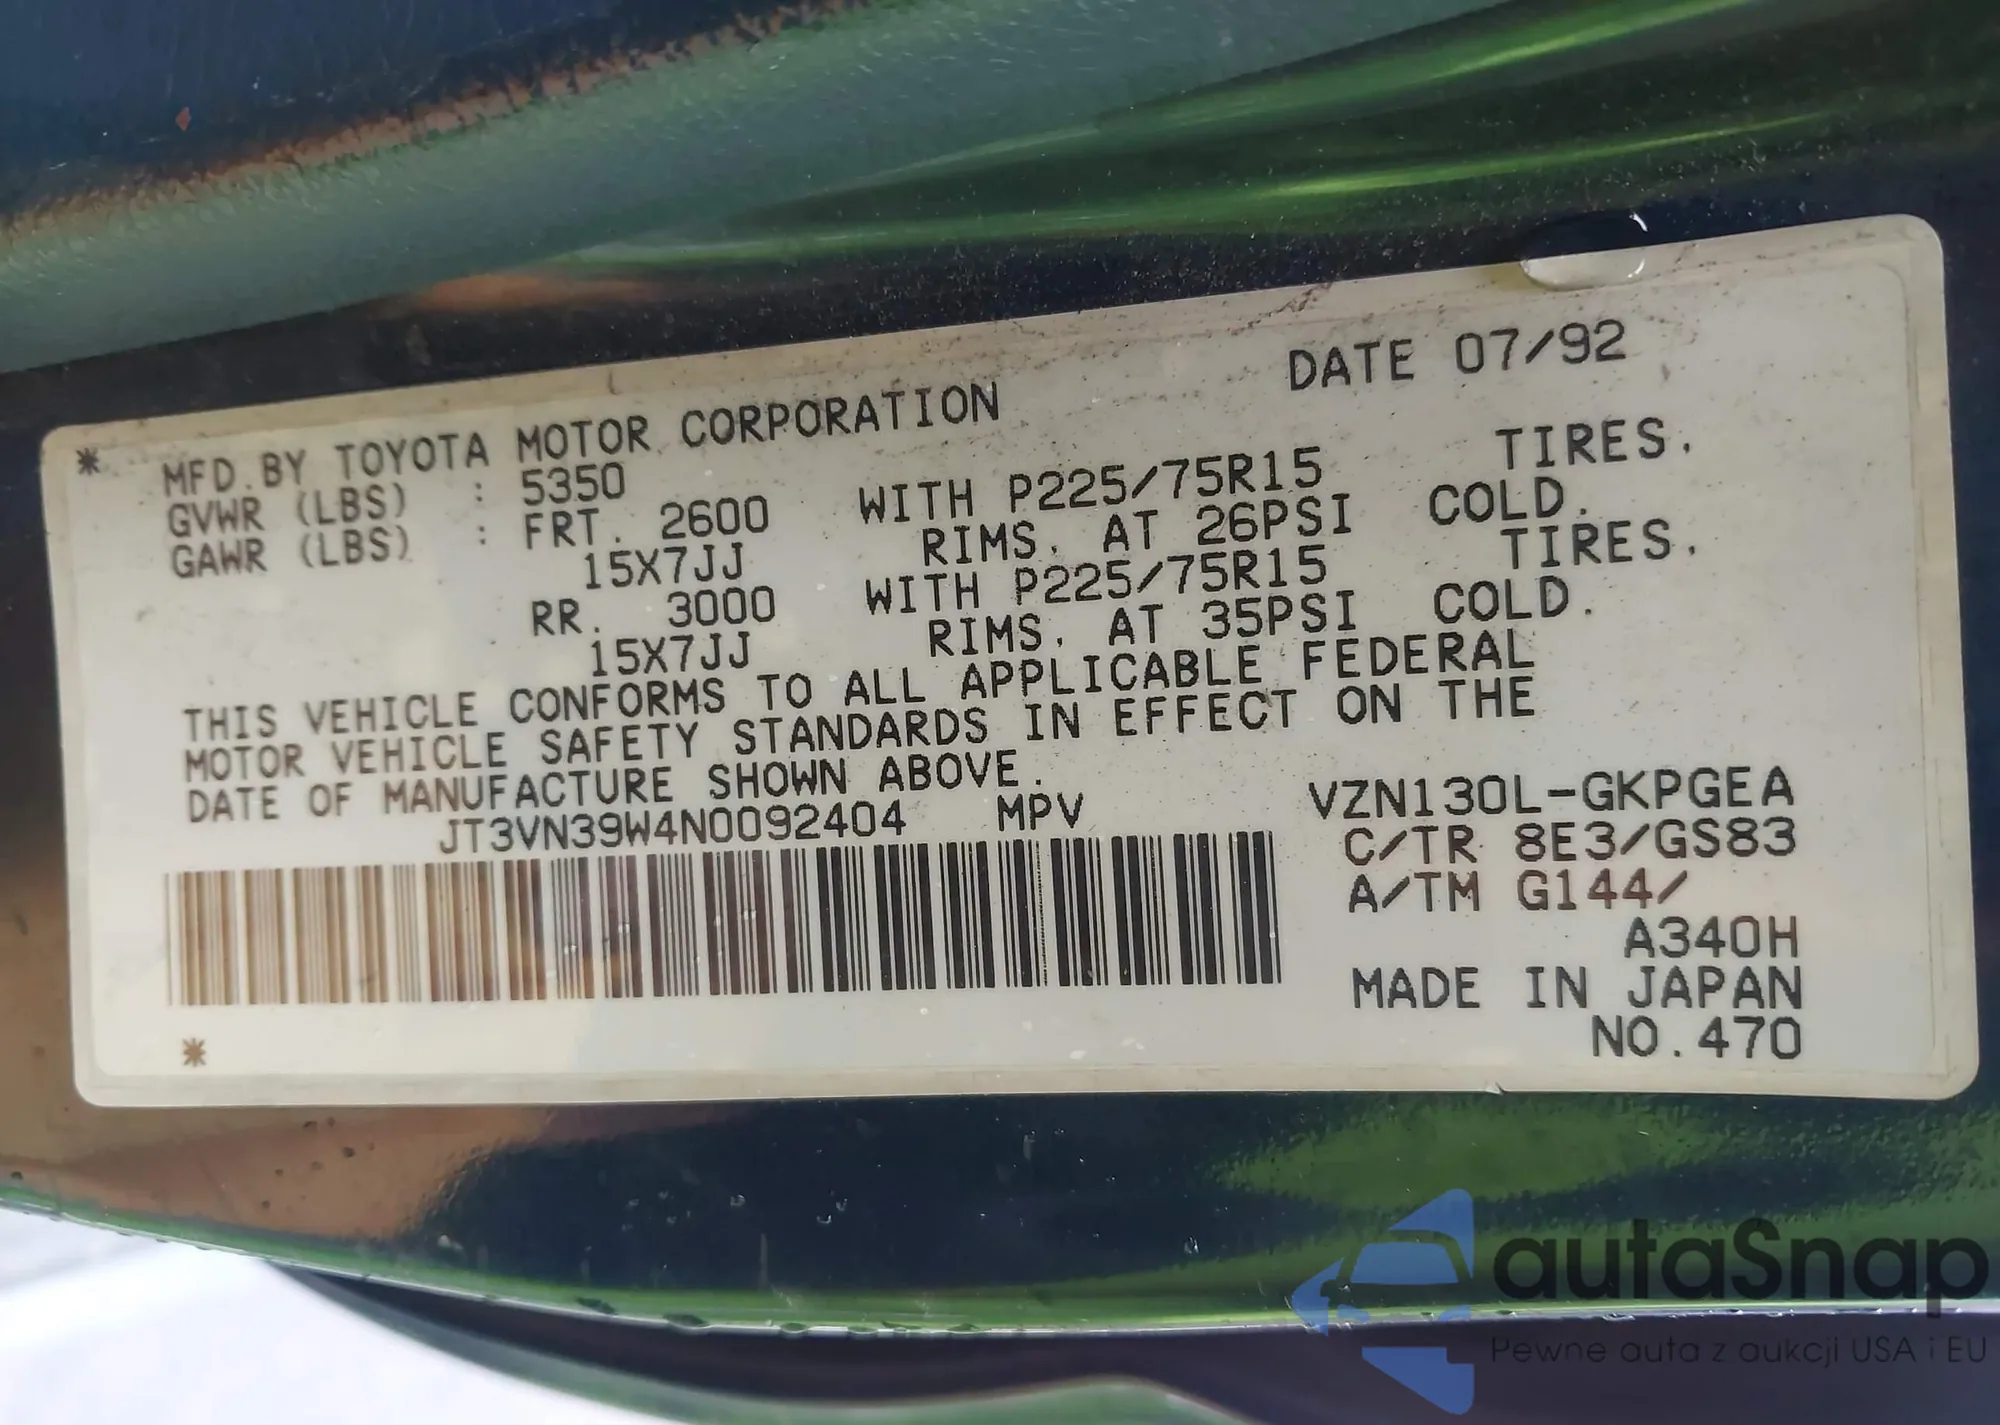 DATE 07/92
* MFD.BY TOYOTA MOTOR CORPORATION
GVWR (LBS) : 5350
GAWR (LBS) : FRT. 2600 WITH P225/75R15 TIRES.
15X7JJ RIMS. AT 26PSI COLD.
RR. 3000 WITH P225/75R15 TIRES.
15X7JJ RIMS. AT 35PSI COLD.
THIS VEHICLE CONFORMS TO ALL APPLICABLE FEDERAL
MOTOR VEHICLE SAFETY STANDARDS IN EFFECT ON THE
DATE OF MANUFACTURE SHOWN ABOVE.
JT3VN39W4N0092404 MPV
VZN130L-GKPGEA
C/TR 8E3/GS83
A/TM G144/
A340H
MADE IN JAPAN
NO.470
*
autaSnap
Pewne auta z aukcji USA i EU